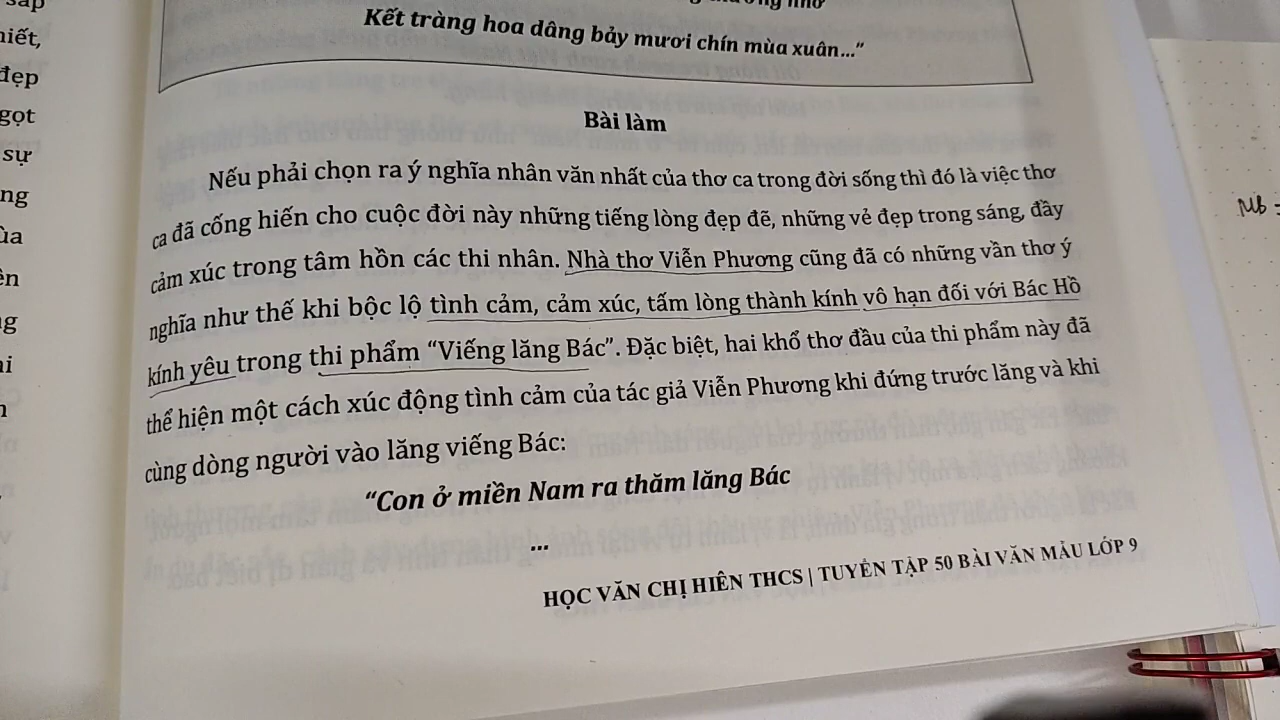 Kết tràng hoa dâng bảy mươi chín mùa xuân..."
Bài làm
Nếu phải chọn ra ý nghĩa nhân văn nhất của thơ ca trong đời sống thì đó là việc thơ
ca đã cống hiến cho cuộc đời này những tiếng lòng đẹp đẽ, những vẻ đẹp trong sáng, đầy
cảm xúc trong tâm hồn các thi nhân. Nhà thơ Viễn Phương cũng đã có những vần thơ ý
nghĩa như thế khi bộc lộ tình cảm, cảm xúc, tấm lòng thành kính vô hạn đối với Bác Hồ
kính yêu trong thi phẩm “Viếng lăng Bác”. Đặc biệt, hai khổ thơ đầu của thi phẩm này đã
thể hiện một cách xúc động tình cảm của tác giả Viễn Phương khi đứng trước lăng và khi
cùng dòng người vào lăng viếng Bác:
“Con ở miền Nam ra thăm lăng Bác
...
HỌC VĂN CHỊ HIÊN THCS | TUYỂN TẬP 50 BÀI VĂN MẪU LỚP 9
đẹp
gọt
sự